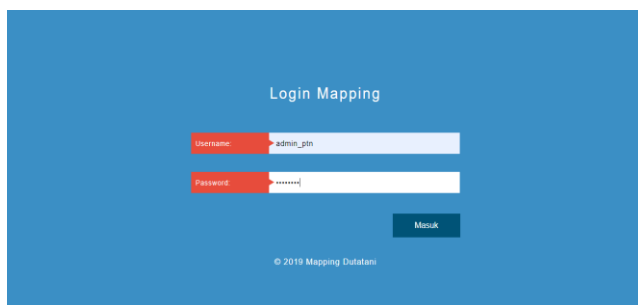 Login Mapping
Username: admin_ptn
Password: ••••••••
Masuk
© 2019 Mapping Dutatani